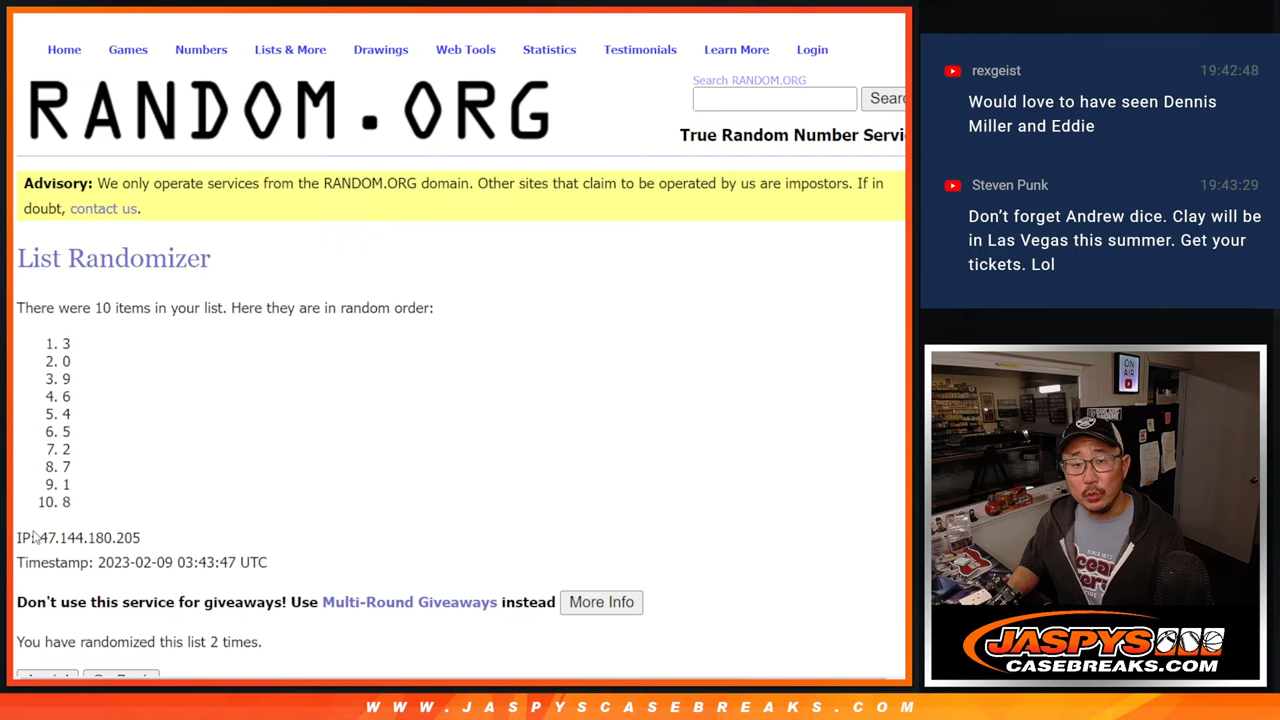 Home Games Numbers Lists & More Drawings Web Tools Statistics Testimonials Learn More Login
RANDOM.ORG
Search RANDOM.ORG
Sear
True Random Number Servi
Advisory: We only operate services from the RANDOM.ORG domain. Other sites that claim to be operated by us are impostors. If in
doubt, contact us.
List Randomizer
There were 10 items in your list. Here they are in random order:
1. 3
2. 0
3. 9
4. 6
5. 4
6. 5
7. 2
8. 7
9. 1
10. 8
IP: 47.144.180.205
Timestamp: 2023-02-09 03:43:47 UTC
Don't use this service for giveaways! Use Multi-Round Giveaways instead More Info
You have randomized this list 2 times.
rexgeist 19:42:48
Would love to have seen Dennis
Miller and Eddie
Steven Punk 19:43:29
Don’t forget Andrew dice. Clay will be
in Las Vegas this summer. Get your
tickets. Lol
ON
AIR
JASPYS
CASEBREAKS.COM
WWW.JASPYSCASEBREAKS.COM